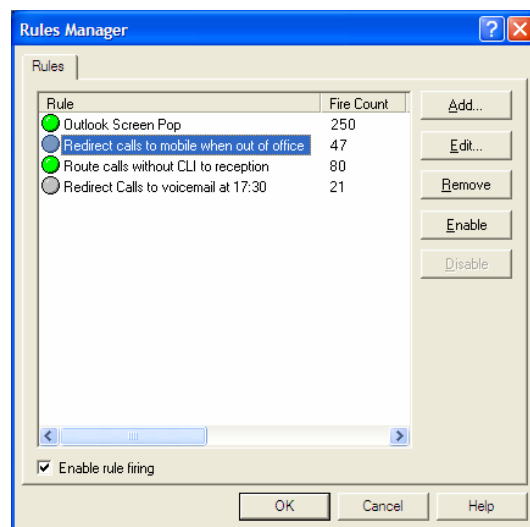 Rules Manager
Rules
Rule Fire Count
Outlook Screen Pop 250
Redirect calls to mobile when out of office 47
Route calls without CLI to reception 80
Redirect Calls to voicemail at 17:30 21
Add...
Edit...
Remove
Enable
Disable
Enable rule firing
OK Cancel Help